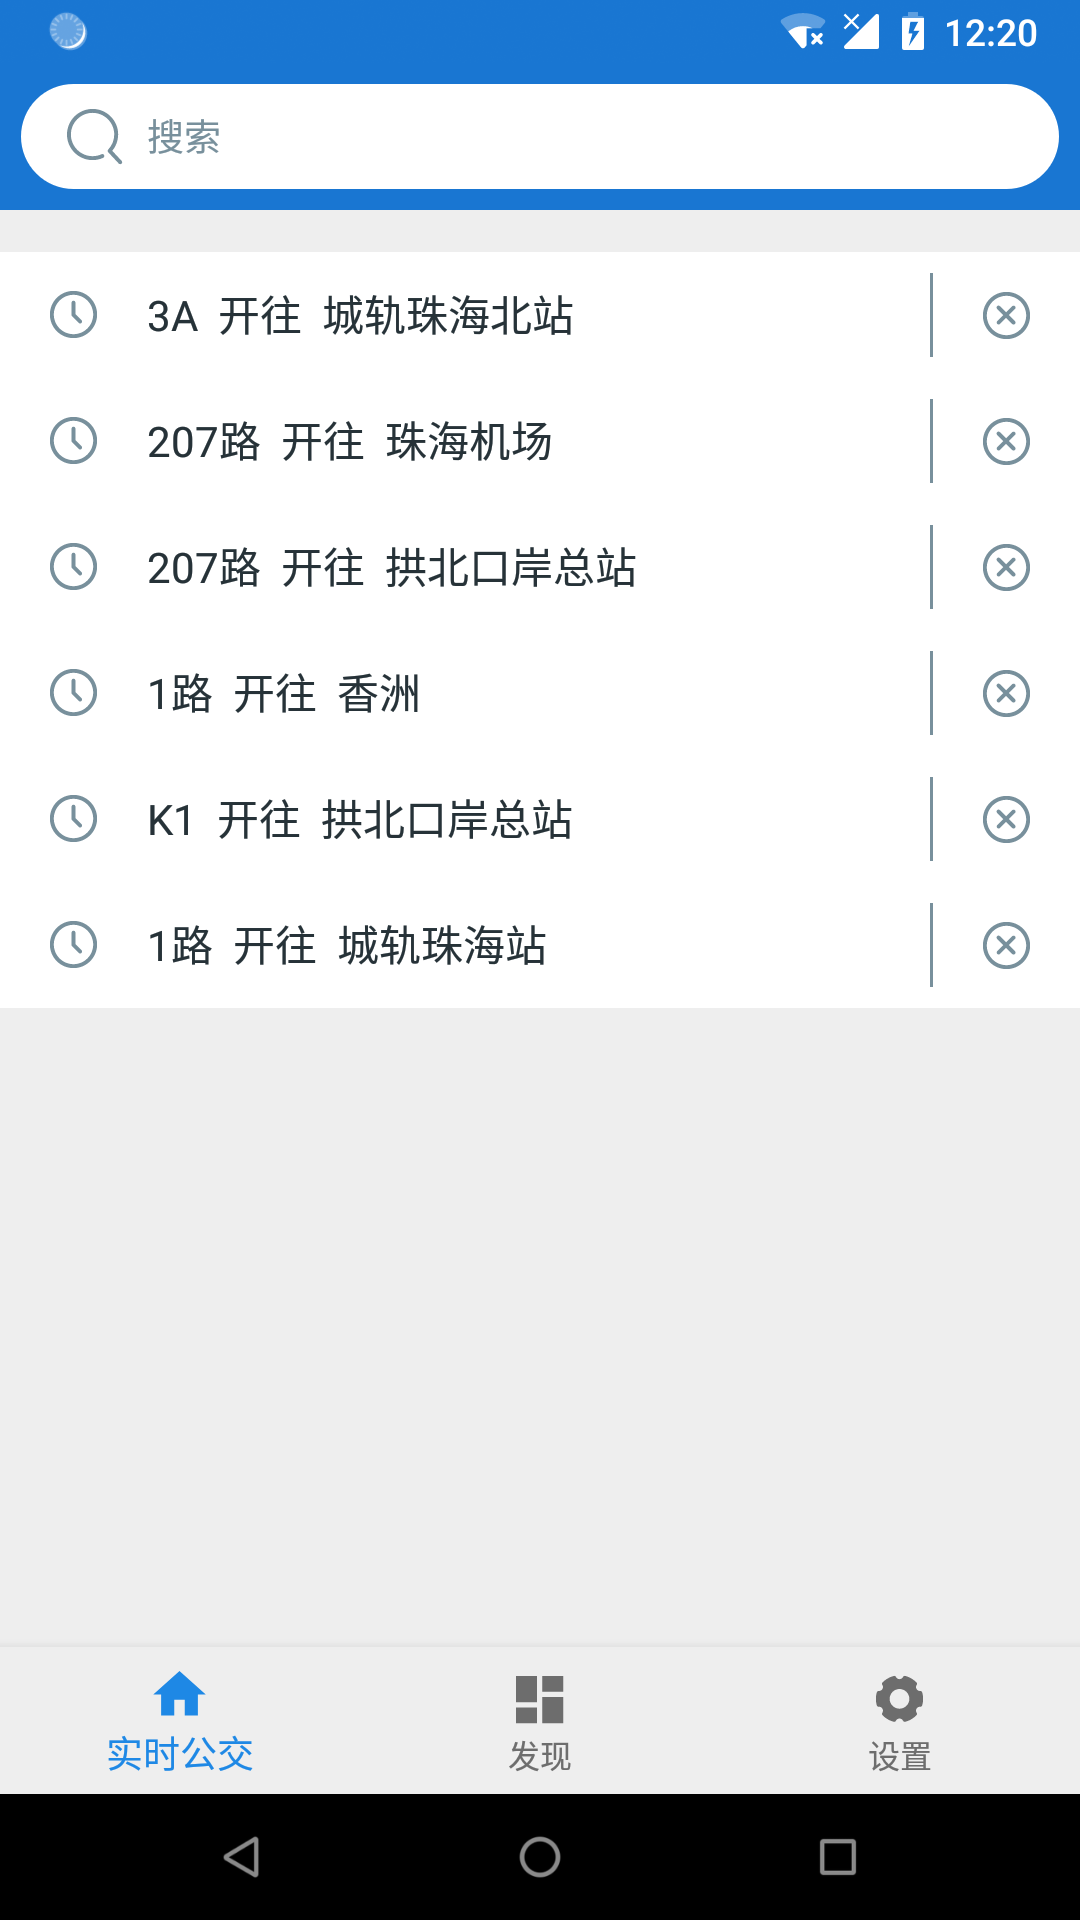 12:20
搜索
3A 开往 城轨珠海北站
207路 开往 珠海机场
207路 开往 拱北口岸总站
1路 开往 香洲
K1 开往 拱北口岸总站
1路 开往 城轨珠海站
实时公交 发现 设置